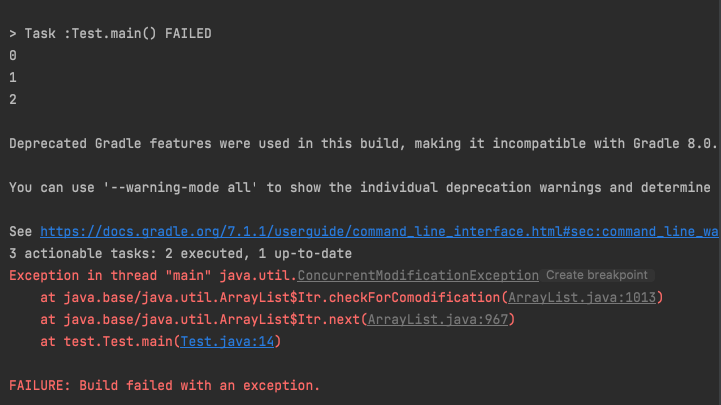 > Task :Test.main() FAILED
0
1
2
Deprecated Gradle features were used in this build, making it incompatible with Gradle 8.0.
You can use '--warning-mode all' to show the individual deprecation warnings and determine
See https://docs.gradle.org/7.1.1/userguide/command_line_interface.html#sec:command_line_wa
3 actionable tasks: 2 executed, 1 up-to-date
Exception in thread "main" java.util.ConcurrentModificationException Create breakpoint
at java.base/java.util.ArrayList$Itr.checkForComodification(ArrayList.java:1013)
at java.base/java.util.ArrayList$Itr.next(ArrayList.java:967)
at test.Test.main(Test.java:14)
FAILURE: Build failed with an exception.